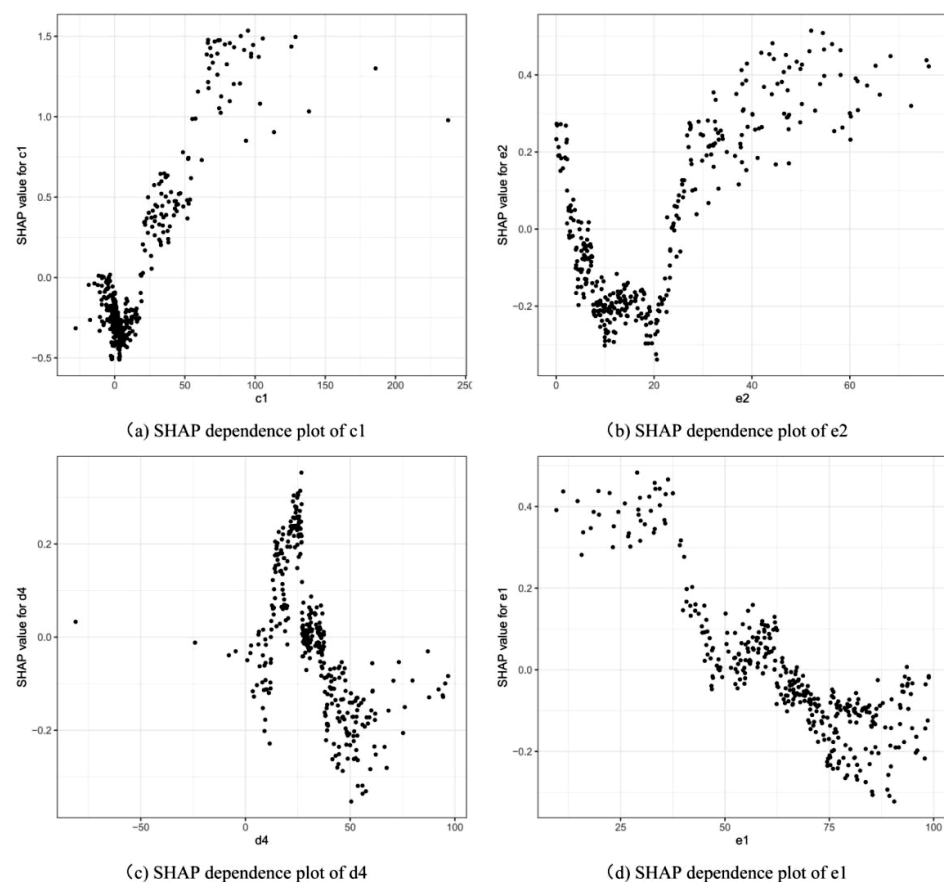 SHAP value for c1
1.5
1.0
0.5
0.0
−0.5
0
50
100
150
200
250
c1
(a) SHAP dependence plot of c1
SHAP value for e2
0.4
0.2
0.0
−0.2
0
20
40
60
e2
(b) SHAP dependence plot of e2
SHAP value for d4
0.2
0.0
−0.2
−50
0
50
100
d4
(c) SHAP dependence plot of d4
SHAP value for e1
0.4
0.2
0.0
−0.2
25
50
75
100
e1
(d) SHAP dependence plot of e1